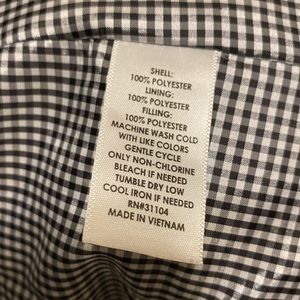 SHELL:
100% POLYESTER
LINING:
100% POLYESTER
FILLING:
100% POLYESTER
MACHINE WASH COLD
WITH LIKE COLORS
GENTLE CYCLE
ONLY NON-CHLORINE
BLEACH IF NEEDED
TUMBLE DRY LOW
COOL IRON IF NEEDED
RN#31104
MADE IN VIETNAM